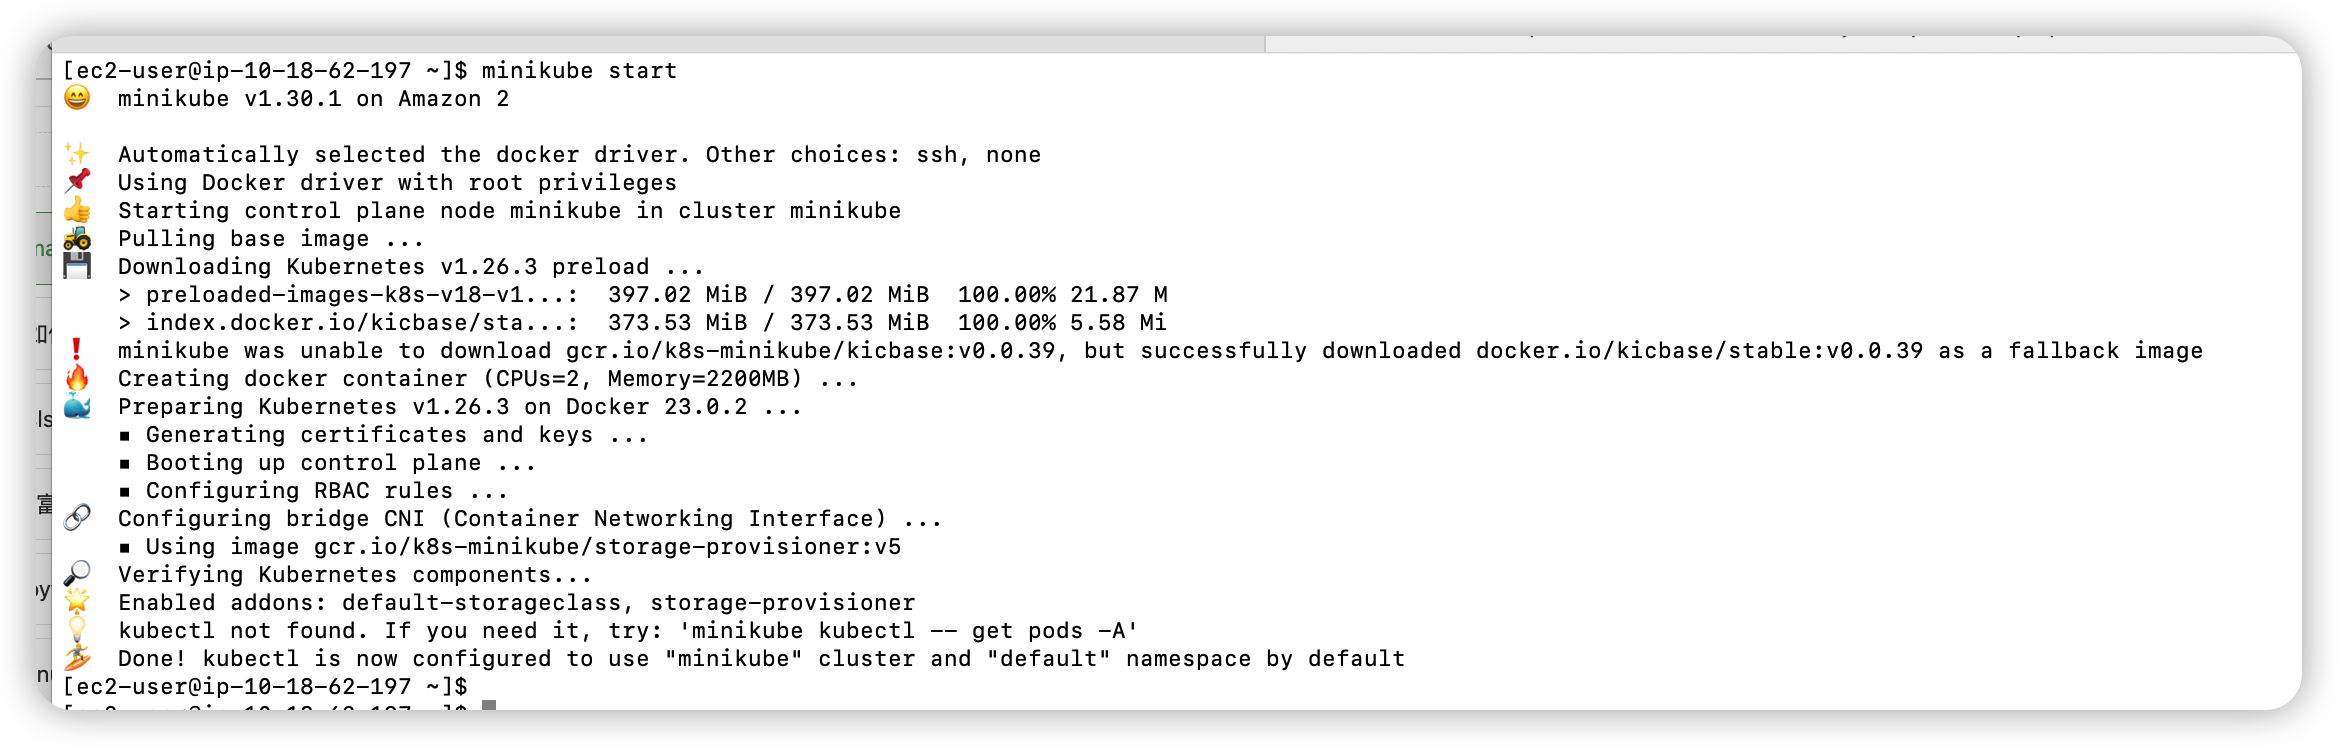 [ec2-user@ip-10-18-62-197 ~]$ minikube start
😄 minikube v1.30.1 on Amazon 2
✨ Automatically selected the docker driver. Other choices: ssh, none
📌 Using Docker driver with root privileges
👍 Starting control plane node minikube in cluster minikube
🚜 Pulling base image ...
💾 Downloading Kubernetes v1.26.3 preload ...
> preloaded-images-k8s-v18-v1...: 397.02 MiB / 397.02 MiB 100.00% 21.87 M
> index.docker.io/kicbase/sta...: 373.53 MiB / 373.53 MiB 100.00% 5.58 Mi
❗ minikube was unable to download gcr.io/k8s-minikube/kicbase:v0.0.39, but successfully downloaded docker.io/kicbase/stable:v0.0.39 as a fallback image
🔥 Creating docker container (CPUs=2, Memory=2200MB) ...
🐳 Preparing Kubernetes v1.26.3 on Docker 23.0.2 ...
▪ Generating certificates and keys ...
▪ Booting up control plane ...
▪ Configuring RBAC rules ...
🔗 Configuring bridge CNI (Container Networking Interface) ...
▪ Using image gcr.io/k8s-minikube/storage-provisioner:v5
🔎 Verifying Kubernetes components...
🌟 Enabled addons: default-storageclass, storage-provisioner
💡 kubectl not found. If you need it, try: 'minikube kubectl -- get pods -A'
🏄 Done! kubectl is now configured to use "minikube" cluster and "default" namespace by default
[ec2-user@ip-10-18-62-197 ~]$
[ec2-user@ip-10-18-62-197 ~]$